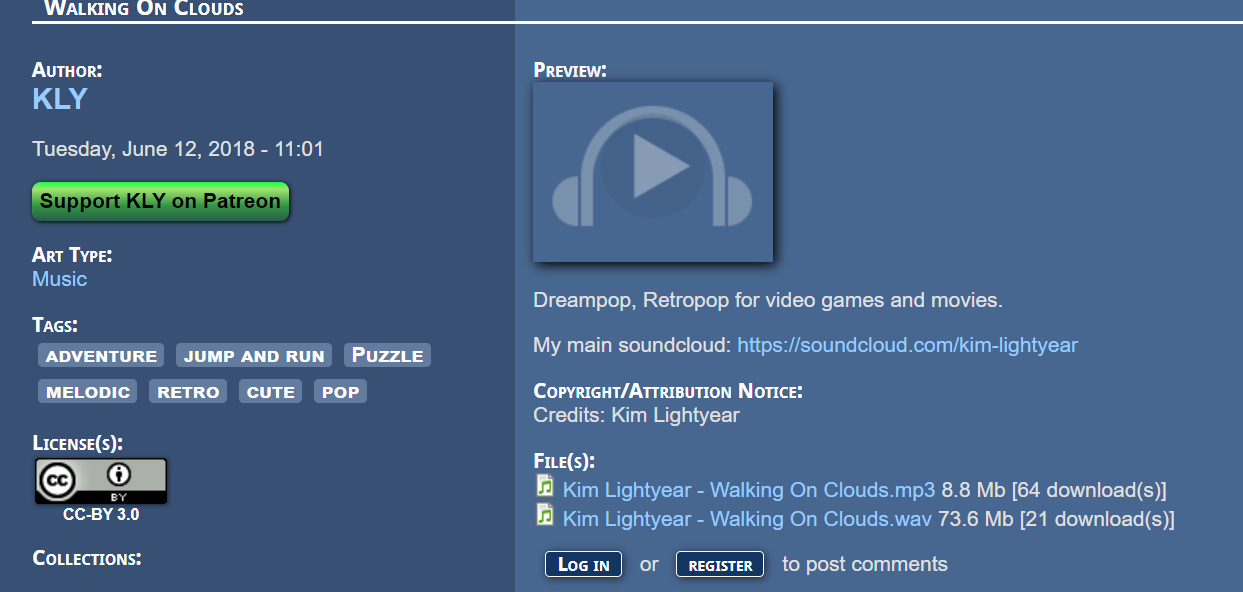 Walking On Clouds
Author:
KLY
Tuesday, June 12, 2018 - 11:01
Support KLY on Patreon
Art Type:
Music
Tags:
adventure jump and run Puzzle
melodic retro cute pop
License(s):
cc BY
CC-BY 3.0
Collections:
Preview:
Dreampop, Retropop for video games and movies.
My main soundcloud: https://soundcloud.com/kim-lightyear
Copyright/Attribution Notice:
Credits: Kim Lightyear
File(s):
Kim Lightyear - Walking On Clouds.mp3 8.8 Mb [64 download(s)]
Kim Lightyear - Walking On Clouds.wav 73.6 Mb [21 download(s)]
Log in or register to post comments